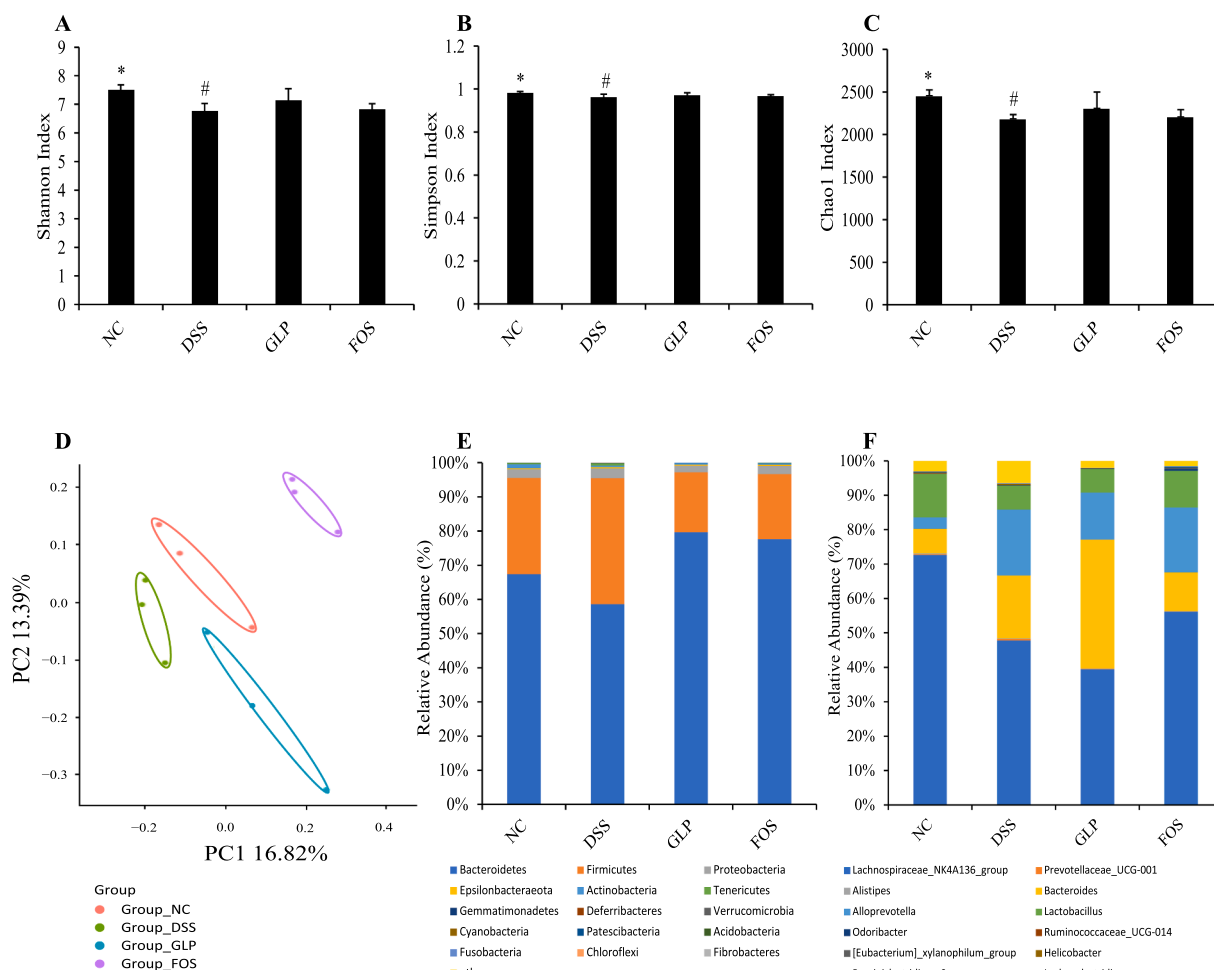 A
9
8
7
6
5
4
3
2
1
0
Shannon Index
*
#
NC
DSS
GLP
FOS
B
1.2
1
0.8
0.6
0.4
0.2
0
Simpson Index
*
#
NC
DSS
GLP
FOS
C
3000
2500
2000
1500
1000
500
0
Chao1 Index
*
#
NC
DSS
GLP
FOS
D
0.2
0.1
0.0
−0.1
−0.2
−0.3
PC2 13.39%
−0.2
0.0
0.2
0.4
PC1 16.82%
Group
Group_NC
Group_DSS
Group_GLP
Group_FOS
E
100%
90%
80%
70%
60%
50%
40%
30%
20%
10%
0%
Relative Abundance (%)
NC
DSS
GLP
FOS
Bacteroidetes Firmicutes Proteobacteria
Epsilonbacteraeota Actinobacteria Tenericutes
Gemmatimonadetes Deferribacteres Verrucomicrobia
Cyanobacteria Patescibacteria Acidobacteria
Fusobacteria Chloroflexi Fibrobacteres
F
100%
90%
80%
70%
60%
50%
40%
30%
20%
10%
0%
Relative Abundance (%)
NC
DSS
GLP
FOS
Lachnospiraceae_NK4A136_group Prevotellaceae_UCG-001
Alistipes Bacteroides
Alloprevotella Lactobacillus
Odoribacter Ruminococcaceae_UCG-014
[Eubacterium]_xylanophilum_group Helicobacter